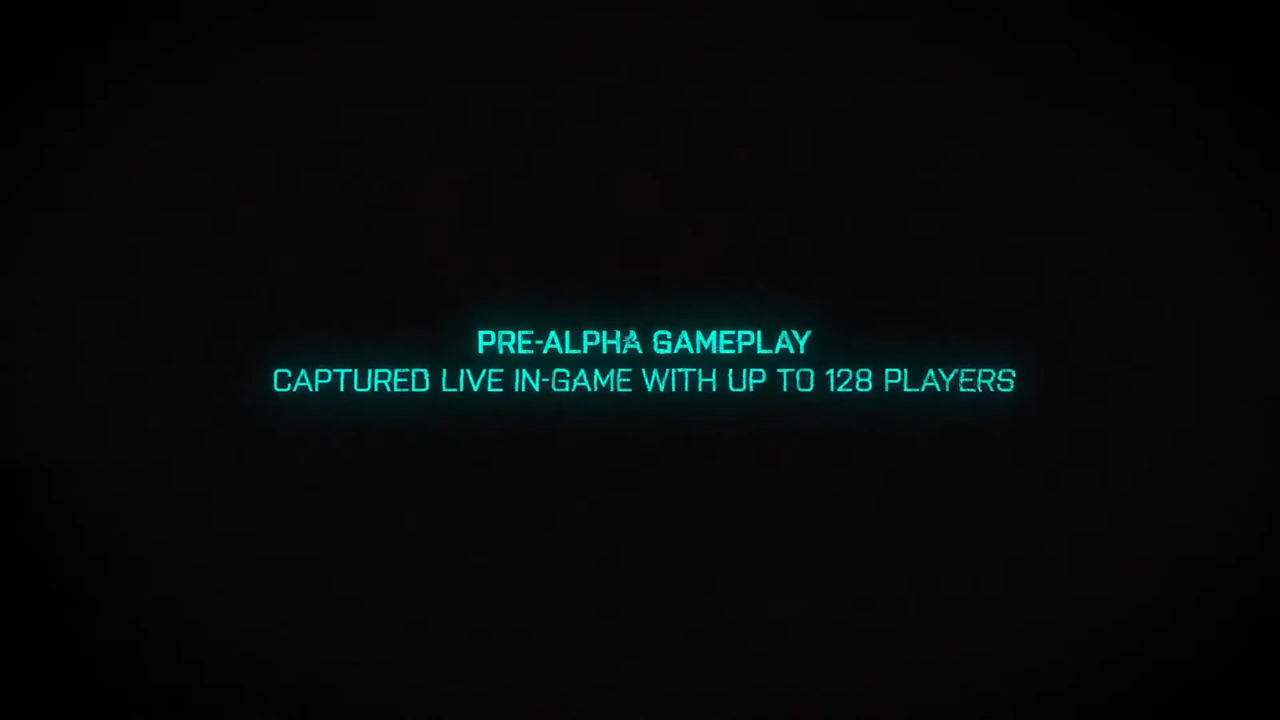 PRE-ALPHA GAMEPLAY
CAPTURED LIVE IN-GAME WITH UP TO 128 PLAYERS